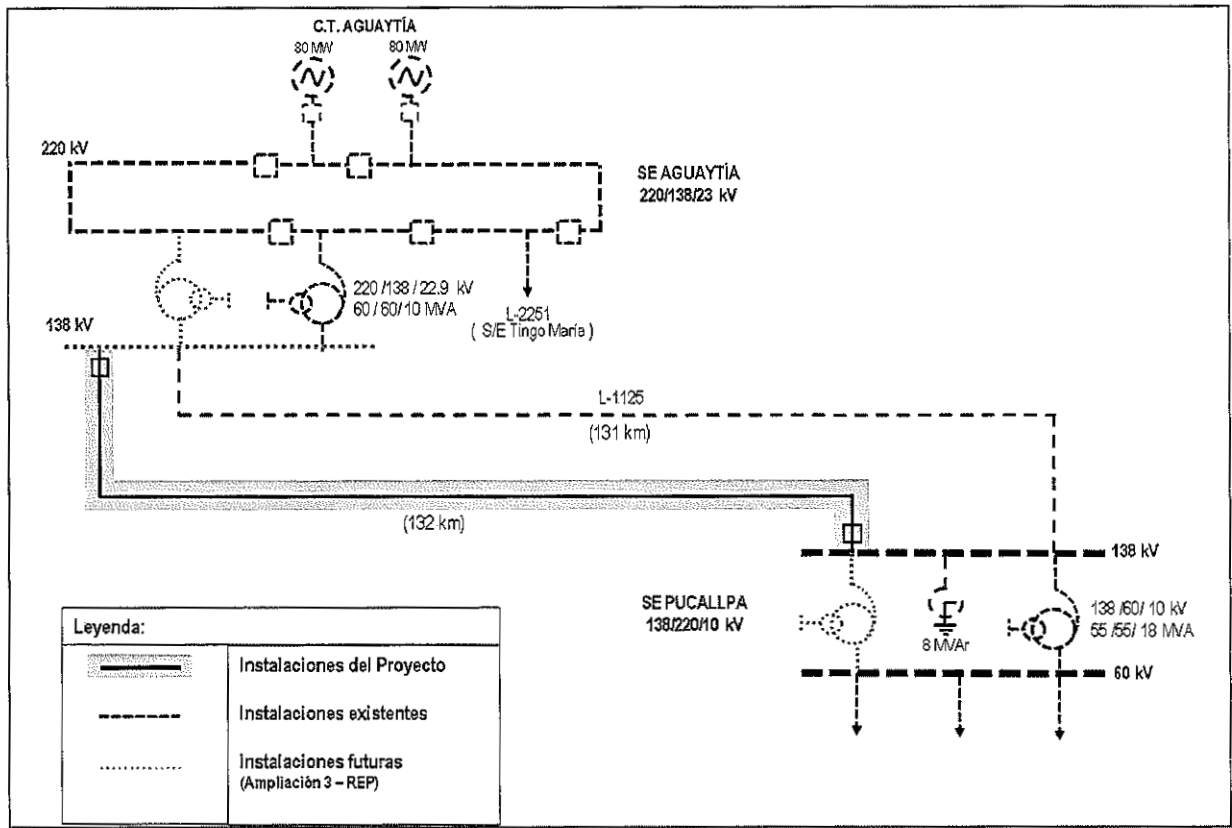 C.T. AGUAYTÍA
80 MW
80 MW
220 kV
SE AGUAYTÍA
220/138/23 kV
220 /138 / 22.9 kV
60 / 60 / 10 MVA
L-2251
( S/E Tingo María )
138 kV
L-1125
(131 km)
(132 km)
138 kV
SE PUCALLPA
138/220/10 kV
138 /60/ 10 kV
55 /55/ 18 MVA
8 MVAr
60 kV
Leyenda:
Instalaciones del Proyecto
Instalaciones existentes
Instalaciones futuras
(Ampliación 3 – REP)